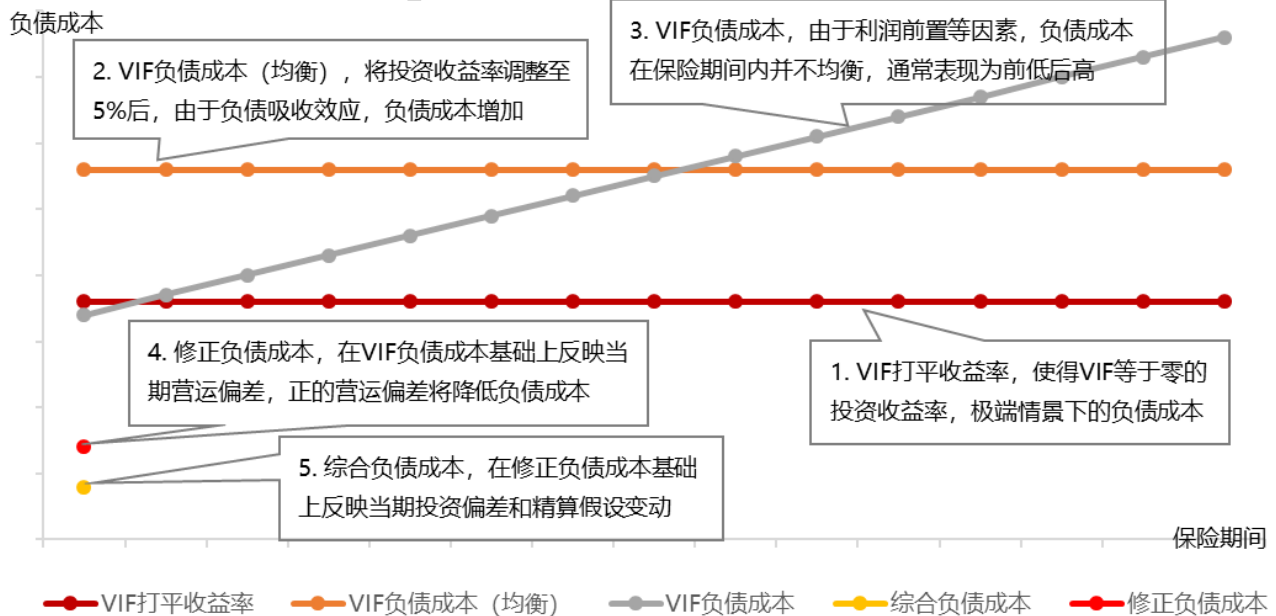 负债成本
2. VIF负债成本（均衡），将投资收益率调整至
5%后，由于负债吸收效应，负债成本增加
3. VIF负债成本，由于利润前置等因素，负债成本
在保险期间内并不均衡，通常表现为前低后高
4. 修正负债成本，在VIF负债成本基础上反映当
期营运偏差，正的营运偏差将降低负债成本
1. VIF打平收益率，使得VIF等于零的
投资收益率，极端情景下的负债成本
5. 综合负债成本，在修正负债成本基础
上反映当期投资偏差和精算假设变动
保险期间
VIF打平收益率 VIF负债成本（均衡） VIF负债成本 综合负债成本 修正负债成本